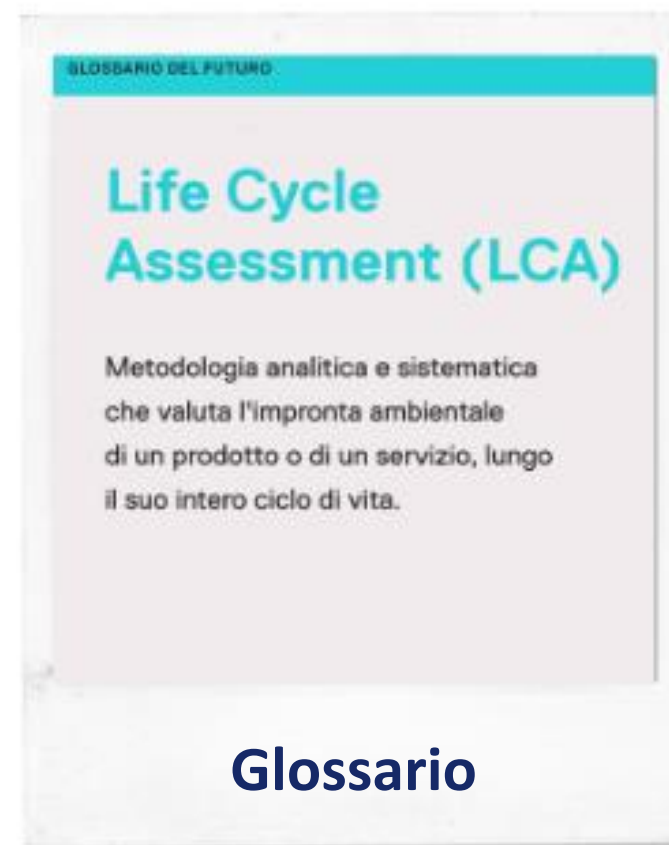 GLOSSARIO DEL FUTURO
Life Cycle
Assessment (LCA)
Metodologia analitica e sistematica
che valuta l'impronta ambientale
di un prodotto o di un servizio, lungo
il suo intero ciclo di vita.
Glossario